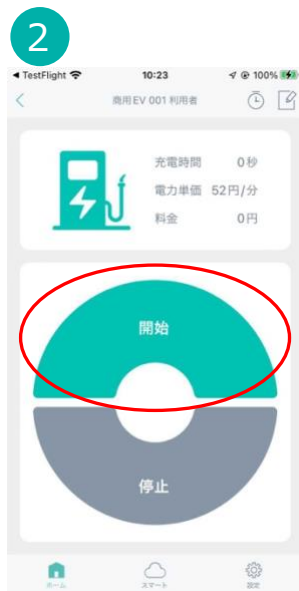 2
TestFlight 10:23 100%
商用EV 001 利用者
充電時間 0秒
電力単価 52円/分
料金 0円
開始
停止
ホーム スマート 設定